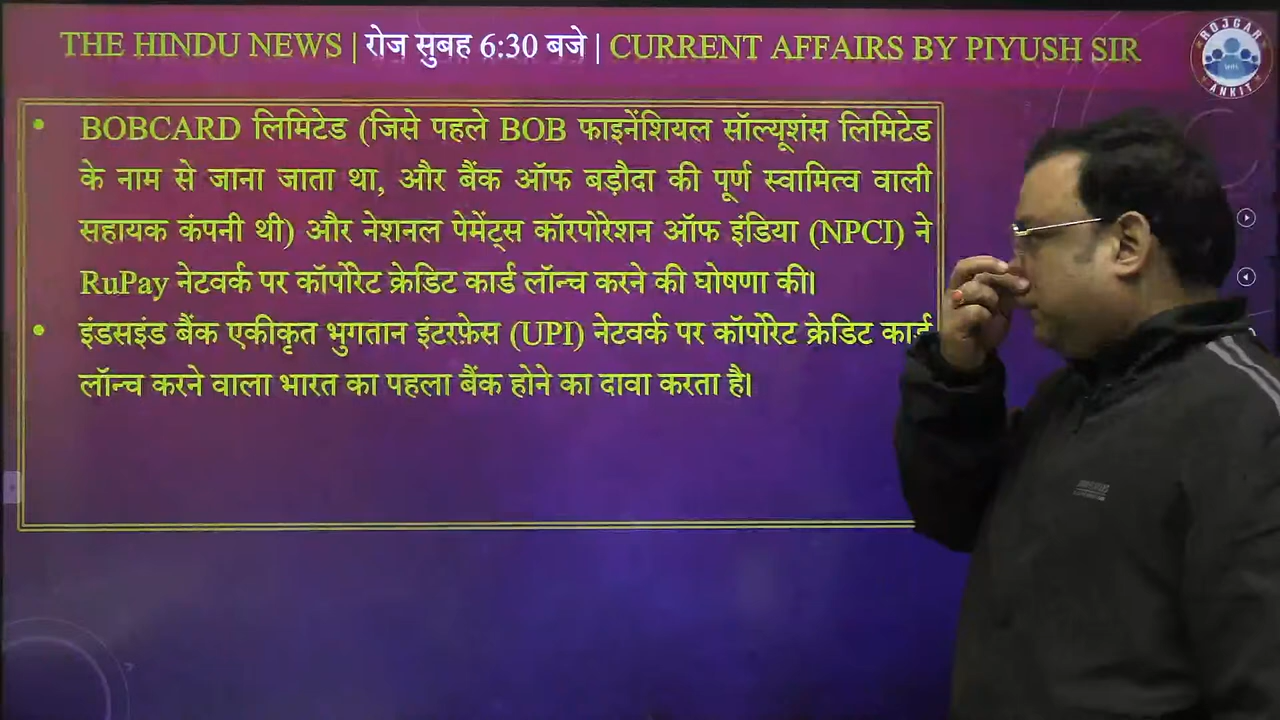 THE HINDU NEWS | रोज सुबह 6:30 बजे | CURRENT AFFAIRS BY PIYUSH SIR
ROJGAR
ANKIT
• BOBCARD लिमिटेड (जिसे पहले BOB फाइनेंशियल सॉल्यूशंस लिमिटेड
के नाम से जाना जाता था, और बैंक ऑफ बड़ौदा की पूर्ण स्वामित्व वाली
सहायक कंपनी थी) और नेशनल पेमेंट्स कॉरपोरेशन ऑफ इंडिया (NPCI) ने
RuPay नेटवर्क पर कॉर्पोरेट क्रेडिट कार्ड लॉन्च करने की घोषणा की।
• इंडसइंड बैंक एकीकृत भुगतान इंटरफ़ेस (UPI) नेटवर्क पर कॉर्पोरेट क्रेडिट कार्ड
लॉन्च करने वाला भारत का पहला बैंक होने का दावा करता है।